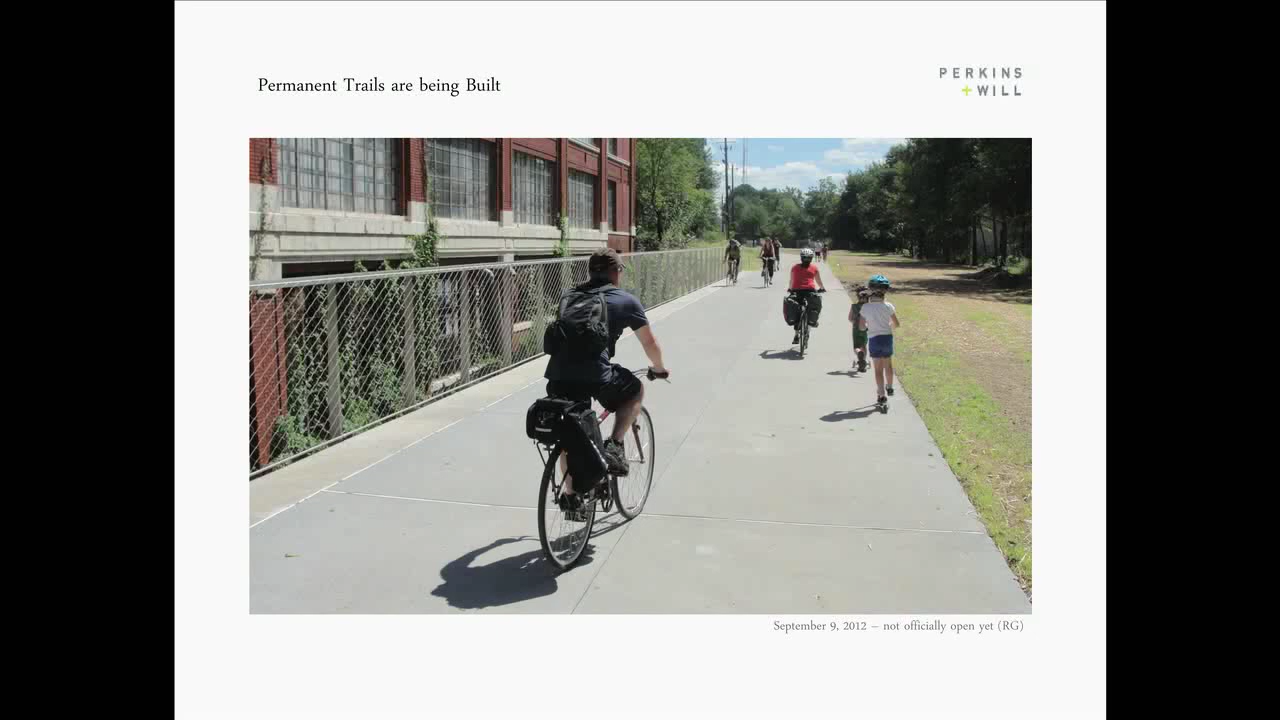 Permanent Trails are being Built
PERKINS
+WILL
September 9, 2012 – not officially open yet (RG)